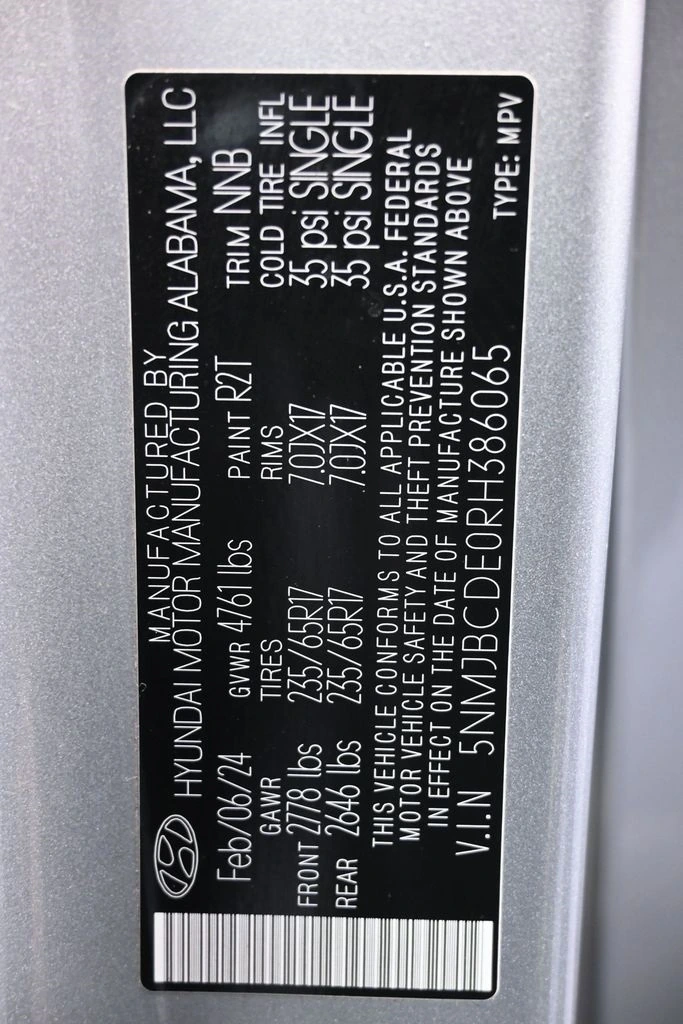 MANUFACTURED BY
HYUNDAI MOTOR MANUFACTURING ALABAMA, LLC
Feb/06/24 GVWR 4761 lbs PAINT R2T TRIM NNB
GAWR TIRES RIMS COLD TIRE INFL
FRONT 2778 lbs 235/65R17 7.0JX17 35 psi SINGLE
REAR 2646 lbs 235/65R17 7.0JX17 35 psi SINGLE
THIS VEHICLE CONFORMS TO ALL APPLICABLE U.S.A. FEDERAL
MOTOR VEHICLE SAFETY AND THEFT PREVENTION STANDARDS
IN EFFECT ON THE DATE OF MANUFACTURE SHOWN ABOVE
V.I.N 5NMJBCDE0RH386065 TYPE: MPV